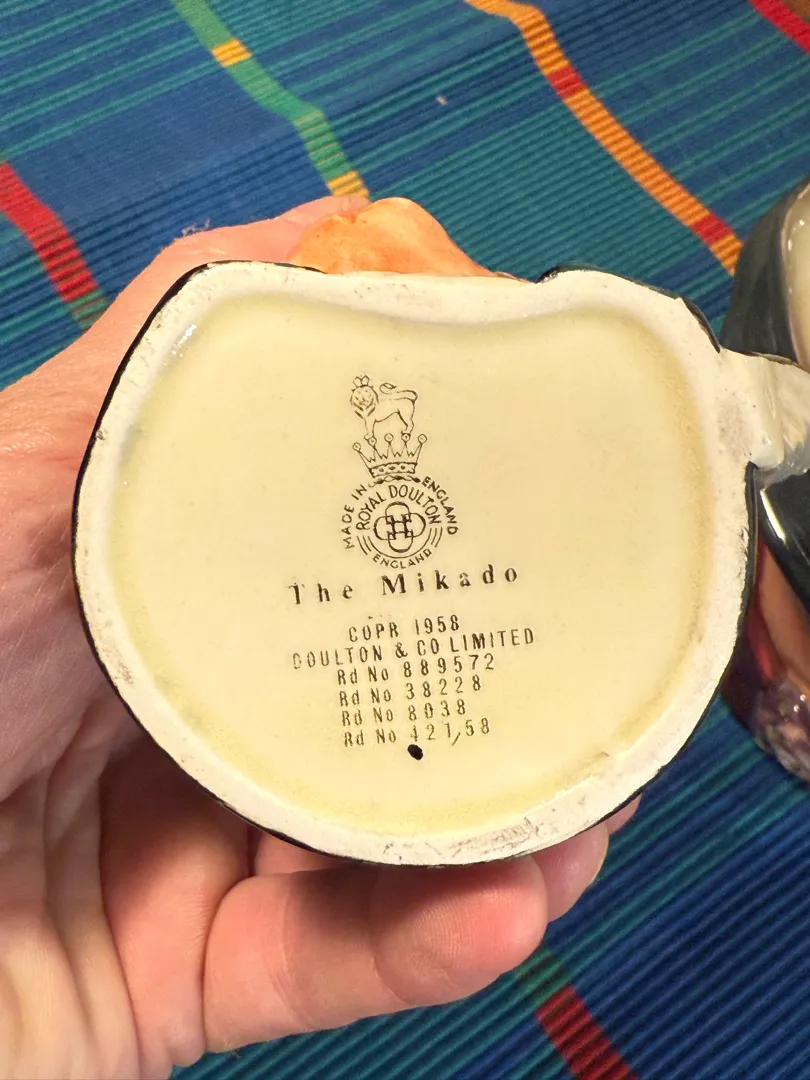 MADE IN ENGLAND
ROYAL DOULTON
ENGLAND
The Mikado
COPR 1958
DOULTON & CO LIMITED
Rd No 889572
Rd No 38228
Rd No 8038
Rd No 427/58